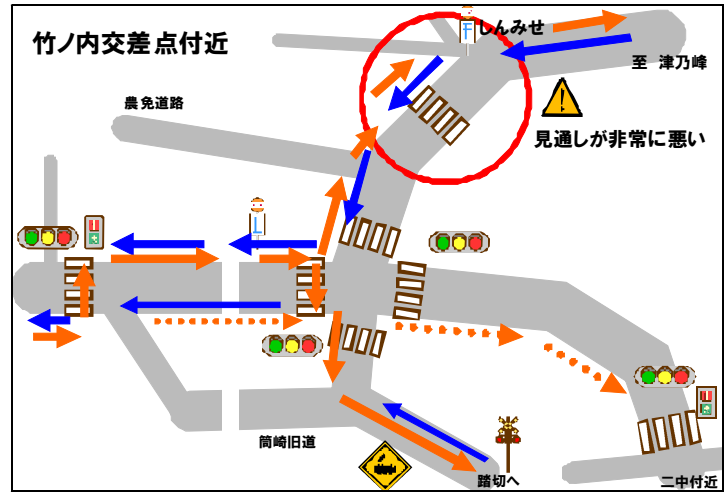 竹ノ内交差点付近
しんみせ
至 津乃峰
農免道路
見通しが非常に悪い
筒崎旧道
踏切へ
二中付近